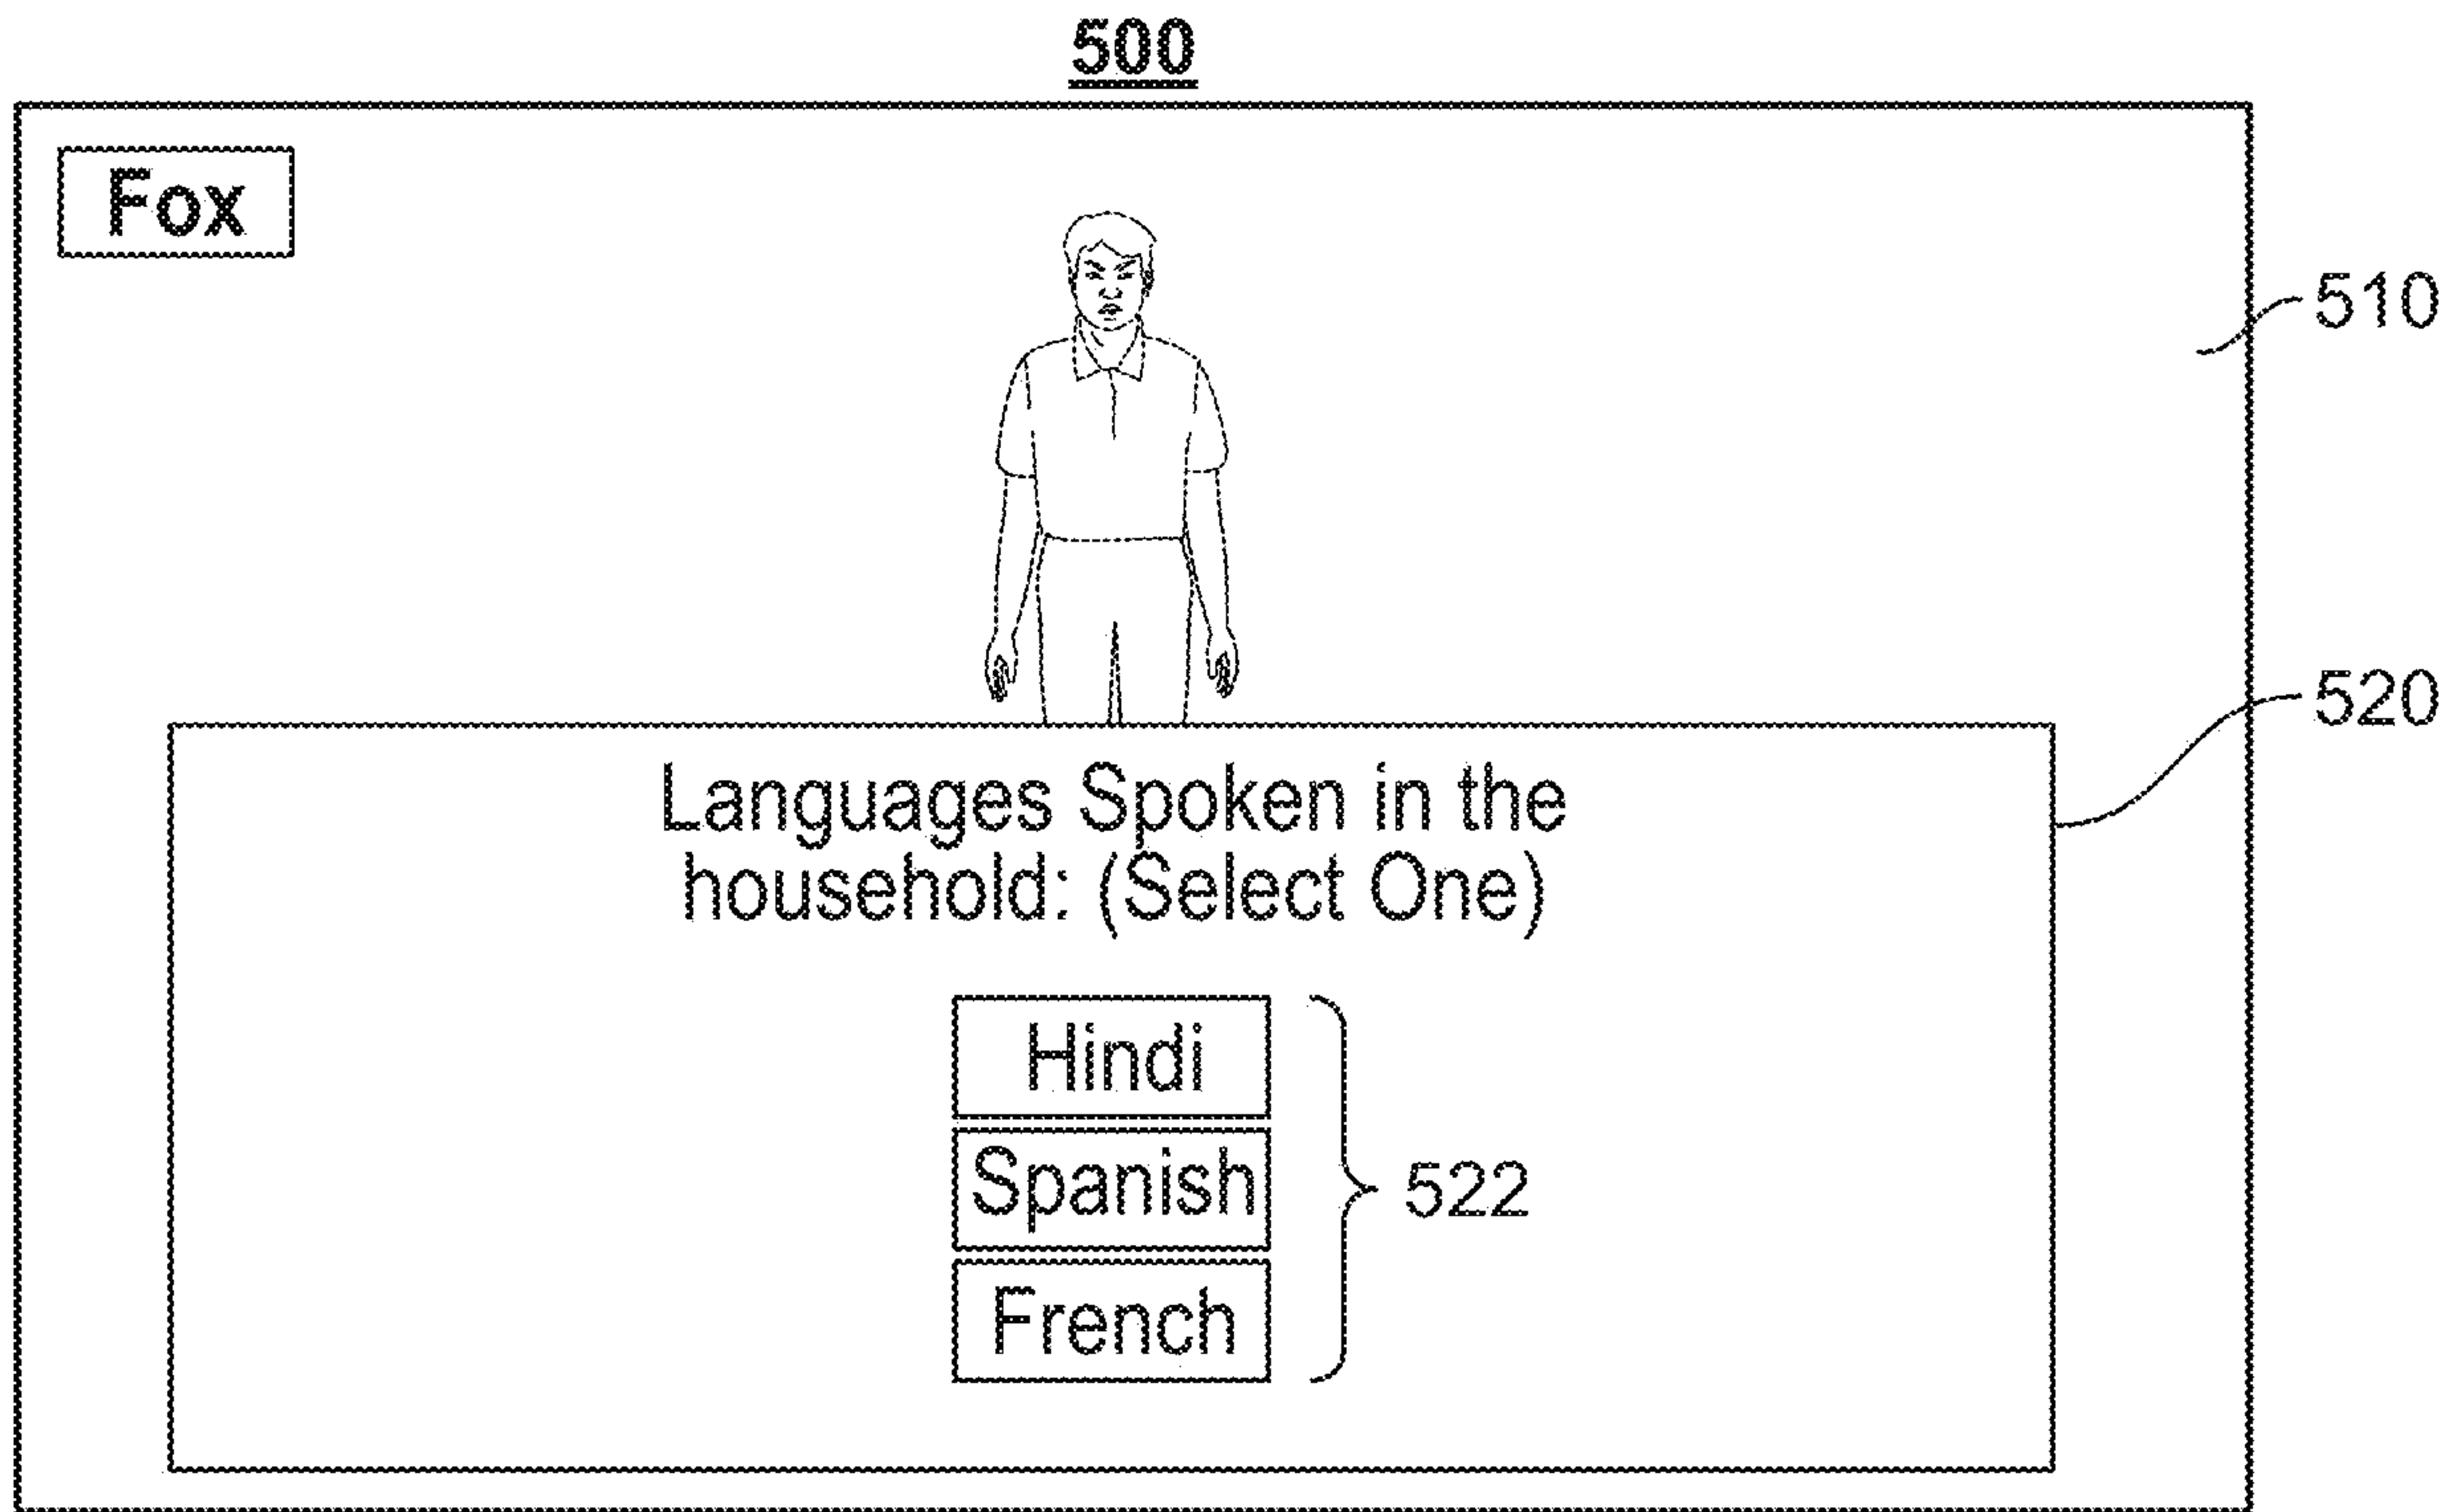 500
Fox
510
520
Languages Spoken in the
household: (Select One)
Hindi
Spanish
French
522